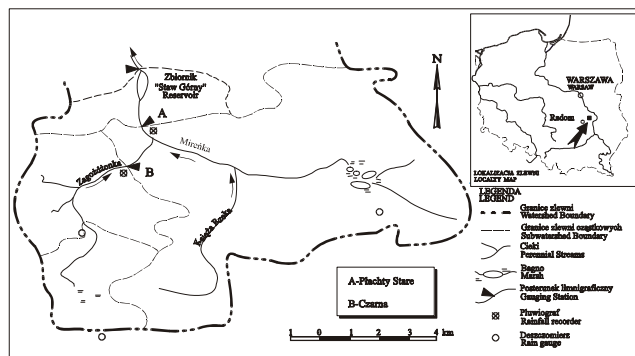 Zbiornik
"Staw Górny"
Reservoir
A
N
Mireńka
Zagożdżonka
B
A-Płachty Stare
B-Czarna
1 0 1 2 3 4 km
WARSZAWA
WARSAW
Radom
LOKALIZACJA ZLEWNI
LOCALITY MAP
LEGENDA
LEGEND
Granice zlewni
Watershed Boundary
Granice zlewni cząstkowych
Subwatershed Boundary
Cieki
Perennial Streams
Bagno
Marsh
Posterunek limnigraficzny
Gauging Station
Pluwiograf
Rainfall recorder
Deszczomierz
Rain gauge